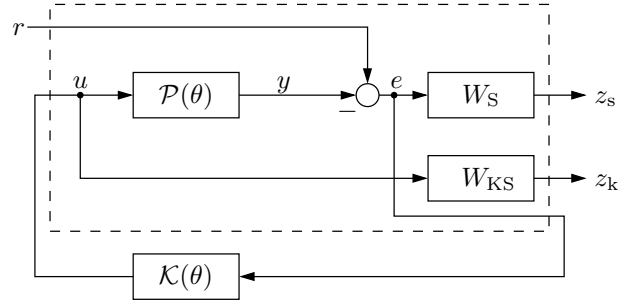 r
u P(θ) y − e W_S z_s
W_KS z_k
K(θ)